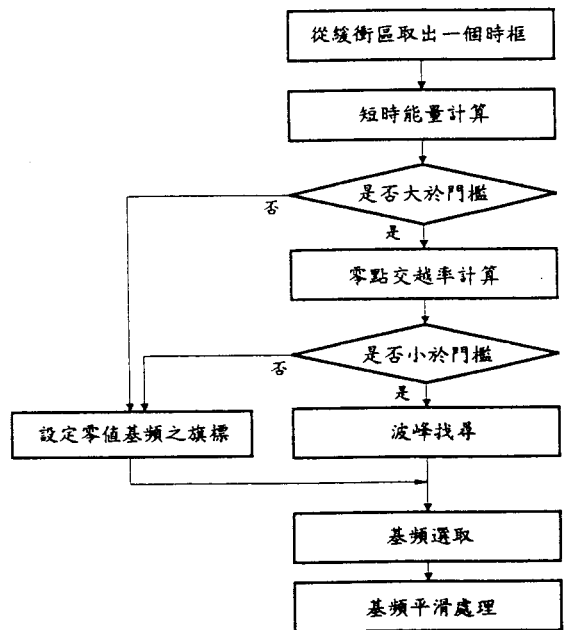 從緩衝區取出一個時框
短時能量計算
是否大於門檻
否
是
零點交越率計算
是否小於門檻
否
是
設定零值基頻之旗標
波峰找尋
基頻選取
基頻平滑處理